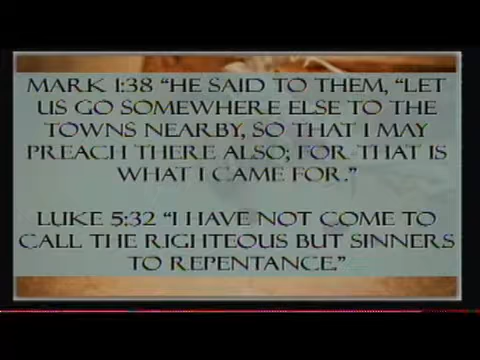 MARK 1:38 "HE SAID TO THEM, "LET
US GO SOMEWHERE ELSE TO THE
TOWNS NEARBY, SO THAT I MAY
PREACH THERE ALSO; FOR THAT IS
WHAT I CAME FOR."
LUKE 5:32 "I HAVE NOT COME TO
CALL THE RIGHTEOUS BUT SINNERS
TO REPENTANCE."